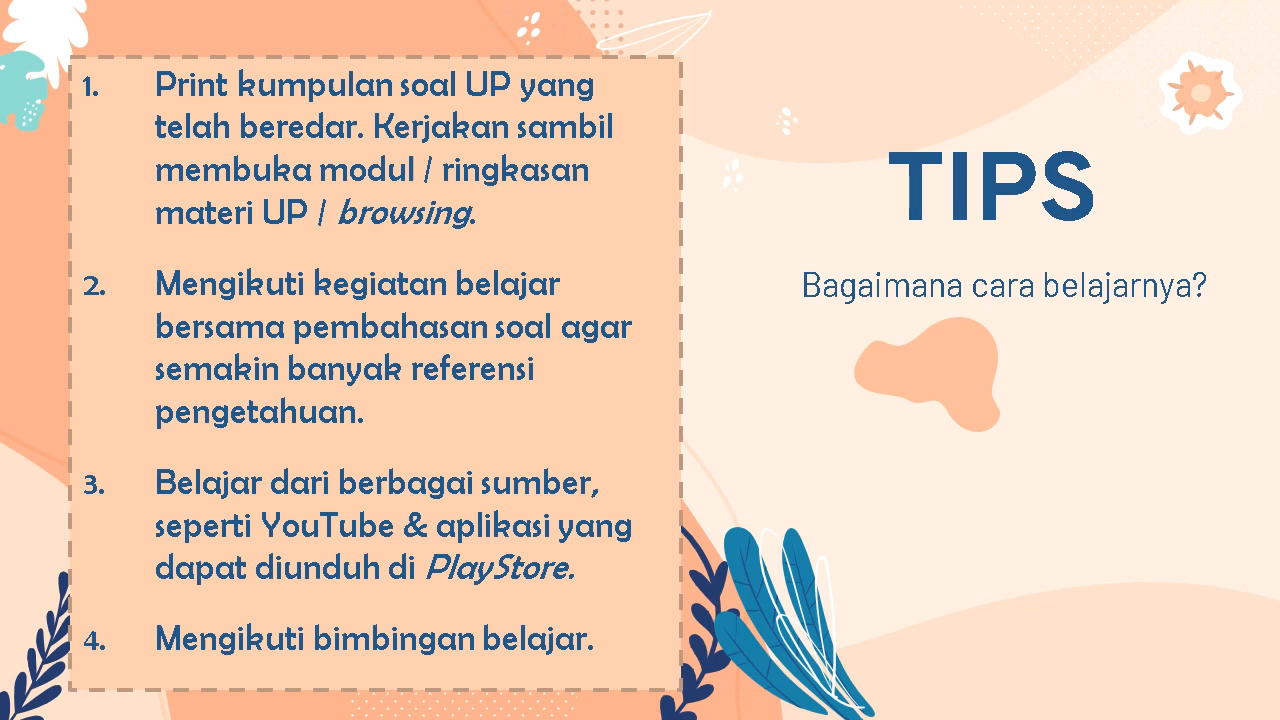 1. Print kumpulan soal UP yang
telah beredar. Kerjakan sambil
membuka modul / ringkasan
materi UP / browsing.
2. Mengikuti kegiatan belajar
bersama pembahasan soal agar
semakin banyak referensi
pengetahuan.
3. Belajar dari berbagai sumber,
seperti YouTube & aplikasi yang
dapat diunduh di PlayStore.
4. Mengikuti bimbingan belajar.
TIPS
Bagaimana cara belajarnya?